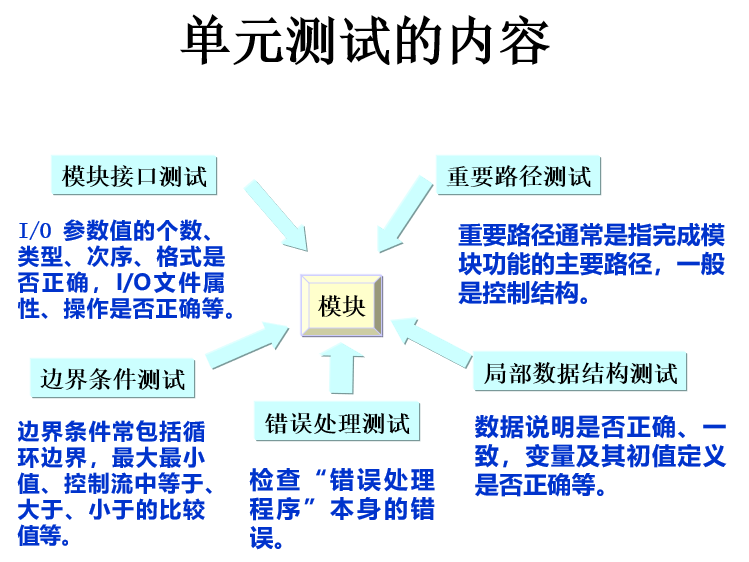 单元测试的内容
模块接口测试
I/O 参数值的个数、
类型、次序、格式是
否正确，I/O文件属
性、操作是否正确等。
重要路径测试
重要路径通常是指完成模
块功能的主要路径，一般
是控制结构。
模块
边界条件测试
边界条件常包括循
环边界，最大最小
值、控制流中等于、
大于、小于的比较
值等。
错误处理测试
检查“错误处理
程序”本身的错
误。
局部数据结构测试
数据说明是否正确、一
致，变量及其初值定义
是否正确等。